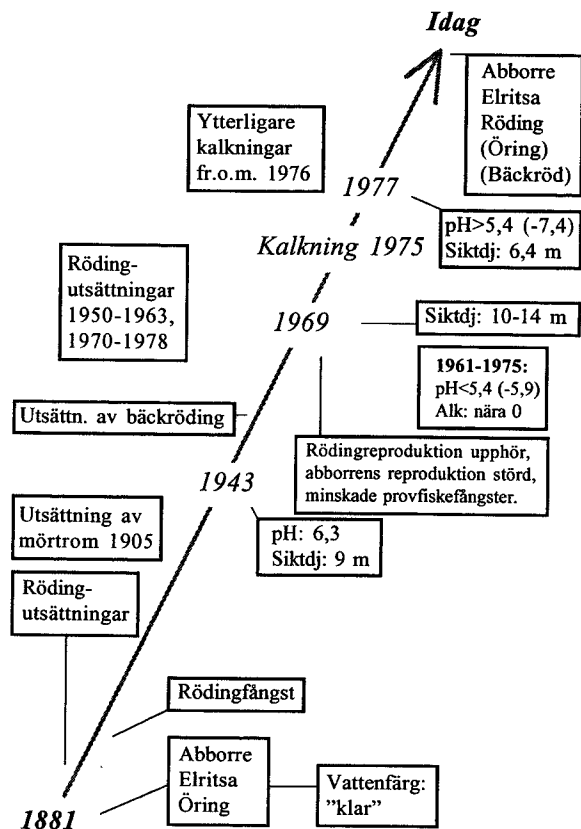 Idag
Abborre
Elritsa
Röding
(Öring)
(Bäckröd)
Ytterligare
kalkningar
fr.o.m. 1976
1977
pH>5,4 (-7,4)
Siktdj: 6,4 m
Kalkning 1975
Röding-
utsättningar
1950-1963,
1970-1978
1969
Siktdj: 10-14 m
1961-1975:
pH<5,4 (-5,9)
Alk: nära 0
Utsättn. av bäckröding
Rödingreproduktion upphör,
abborrens reproduktion störd,
minskade provfiskefångster.
1943
Utsättning av
mörtrom 1905
pH: 6,3
Siktdj: 9 m
Röding-
utsättningar
Rödingfångst
Abborre
Elritsa
Öring
Vattenfärg:
"klar"
1881